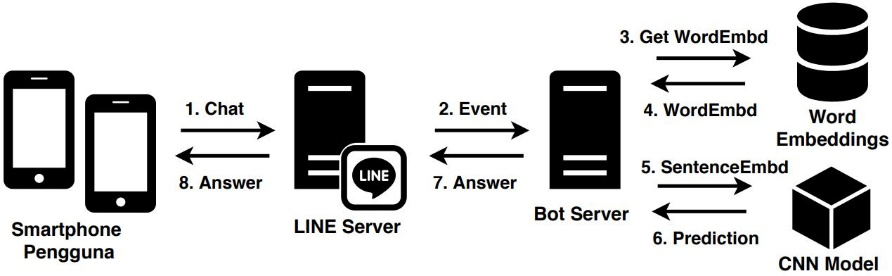 1. Chat
8. Answer
Smartphone
Pengguna
LINE
LINE Server
2. Event
7. Answer
Bot Server
3. Get WordEmbd
4. WordEmbd
Word
Embeddings
5. SentenceEmbd
6. Prediction
CNN Model